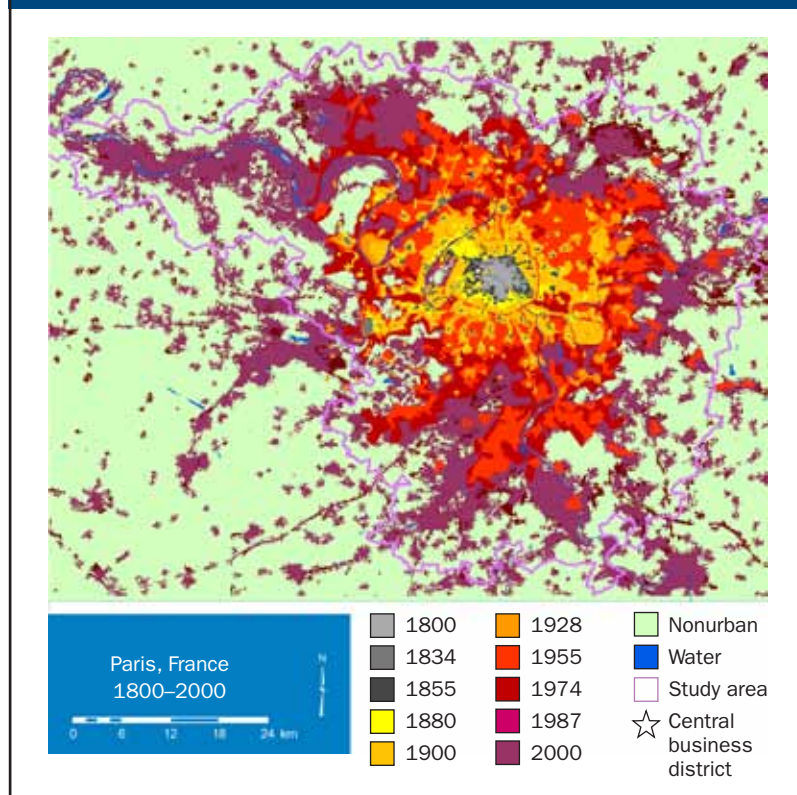 Paris, France
1800–2000
N
0 6 12 18 24 km
1800
1834
1855
1880
1900
1928
1955
1974
1987
2000
Nonurban
Water
Study area
Central
business
district